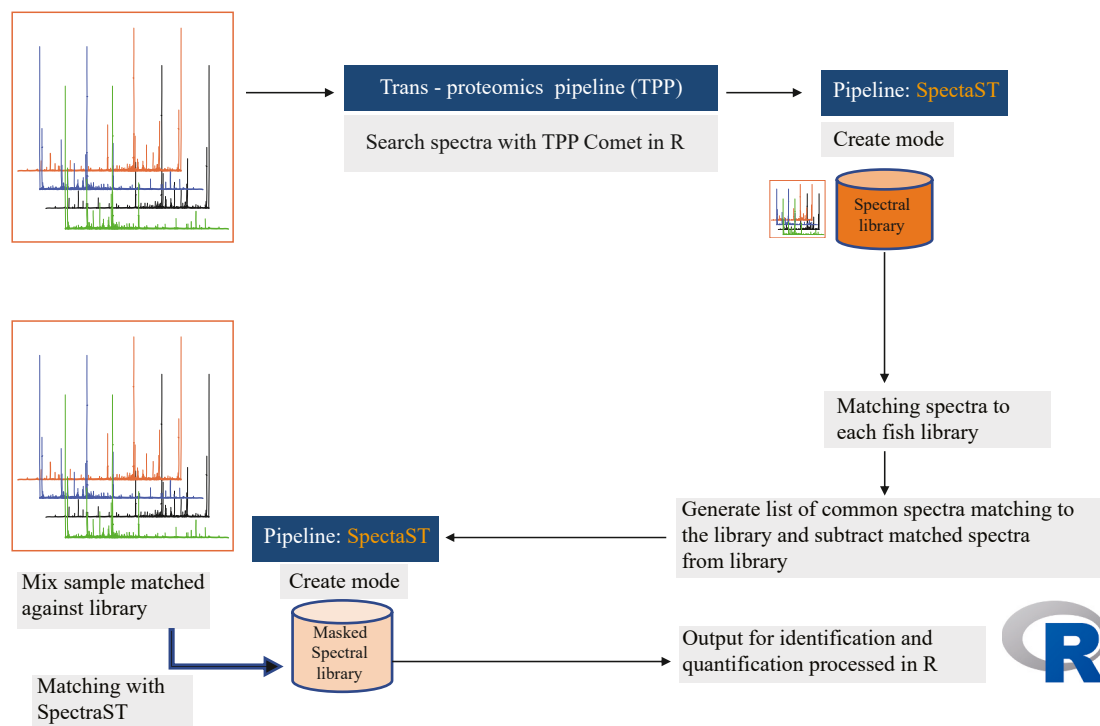 Trans - proteomics pipeline (TPP)
Search spectra with TPP Comet in R
Pipeline: SpectaST
Create mode
Spectral
library
Matching spectra to
each fish library
Generate list of common spectra matching to
the library and subtract matched spectra
from library
Pipeline: SpectaST
Create mode
Masked
Spectral
library
Mix sample matched
against library
Matching with
SpectraST
Output for identification and
quantification processed in R
R